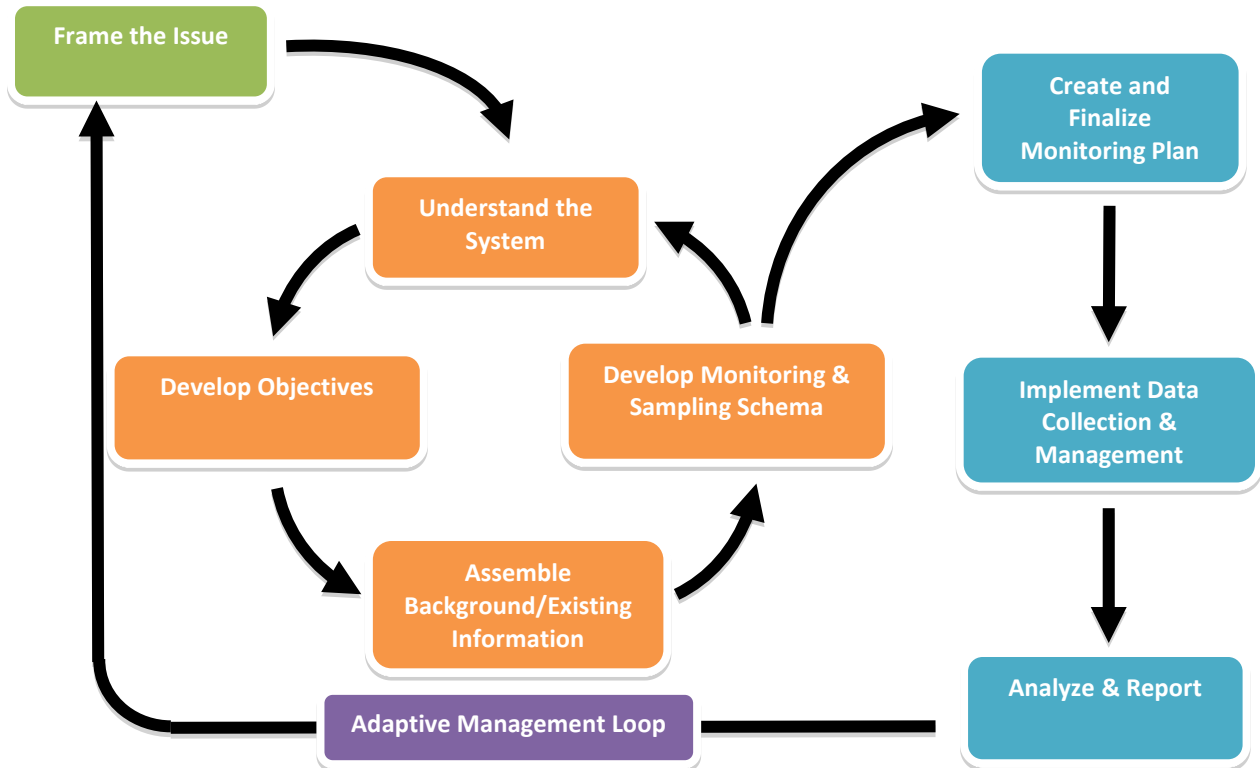 Frame the Issue
Create and
Finalize
Monitoring Plan
Understand the
System
Develop Objectives
Develop Monitoring &
Sampling Schema
Implement Data
Collection &
Management
Assemble
Background/Existing
Information
Analyze & Report
Adaptive Management Loop